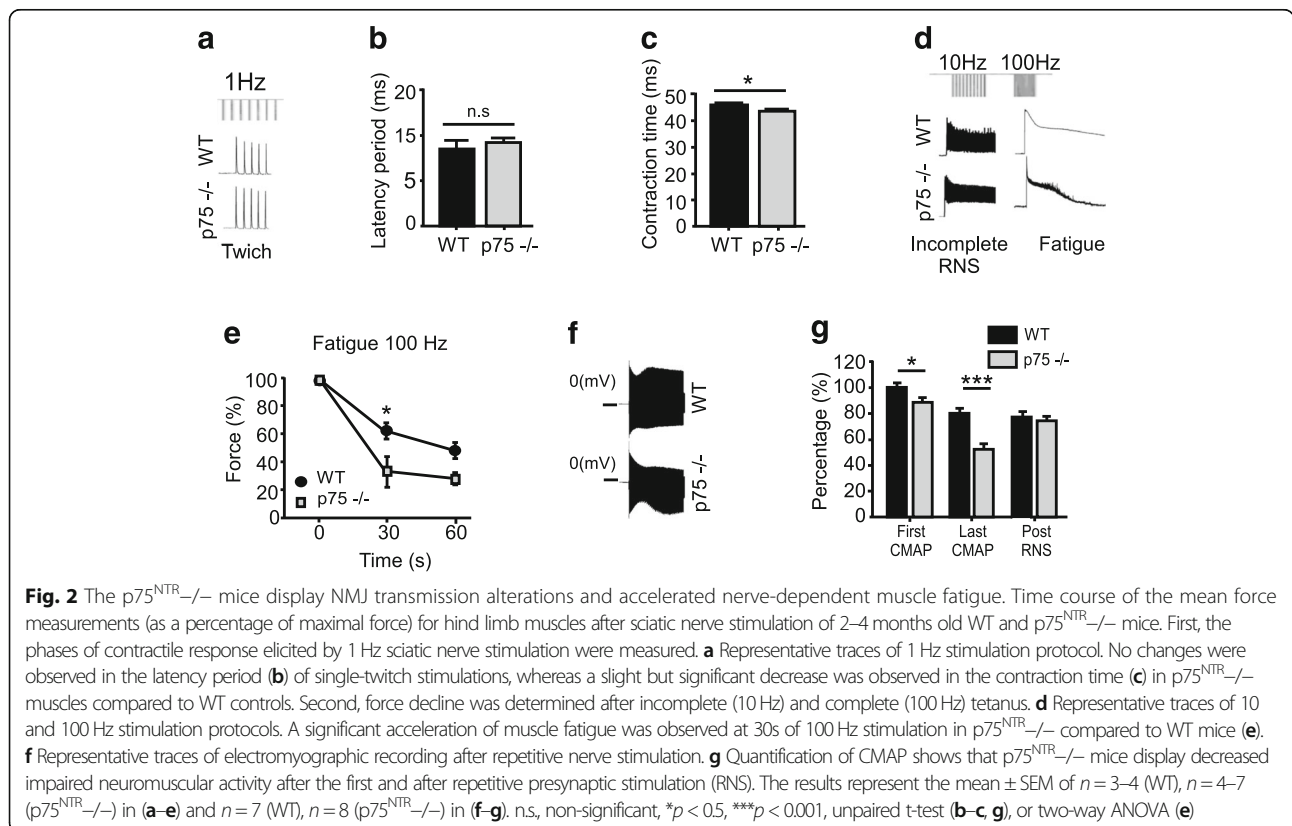 a
1Hz
WT
p75 -/-
Twich
b
Latency period (ms)
20
15
10
5
0
n.s
WT p75 -/-
c
Contraction time (ms)
50
40
30
20
10
0
*
WT p75 -/-
d
10Hz 100Hz
WT
p75 -/-
Incomplete
RNS
Fatigue
e
Fatigue 100 Hz
Force (%)
100
80
60
40
20
*
WT
p75 -/-
0 30 60
Time (s)
f
0(mV)
WT
0(mV)
p75 -/-
g
WT
p75 -/-
Percentage (%)
120
100
80
60
40
20
0
*
***
First
CMAP
Last
CMAP
Post
RNS
Fig. 2 The p75NTR−/− mice display NMJ transmission alterations and accelerated nerve-dependent muscle fatigue. Time course of the mean force
measurements (as a percentage of maximal force) for hind limb muscles after sciatic nerve stimulation of 2–4 months old WT and p75NTR−/− mice. First, the
phases of contractile response elicited by 1 Hz sciatic nerve stimulation were measured. a Representative traces of 1 Hz stimulation protocol. No changes were
observed in the latency period (b) of single-twitch stimulations, whereas a slight but significant decrease was observed in the contraction time (c) in p75NTR−/−
muscles compared to WT controls. Second, force decline was determined after incomplete (10 Hz) and complete (100 Hz) tetanus. d Representative traces of 10
and 100 Hz stimulation protocols. A significant acceleration of muscle fatigue was observed at 30s of 100 Hz stimulation in p75NTR−/− compared to WT mice (e).
f Representative traces of electromyographic recording after repetitive nerve stimulation. g Quantification of CMAP shows that p75NTR−/− mice display decreased
impaired neuromuscular activity after the first and after repetitive presynaptic stimulation (RNS). The results represent the mean ± SEM of n = 3–4 (WT), n = 4–7
(p75NTR−/−) in (a–e) and n = 7 (WT), n = 8 (p75NTR−/−) in (f–g). n.s., non-significant, *p < 0.5, ***p < 0.001, unpaired t-test (b–c, g), or two-way ANOVA (e)